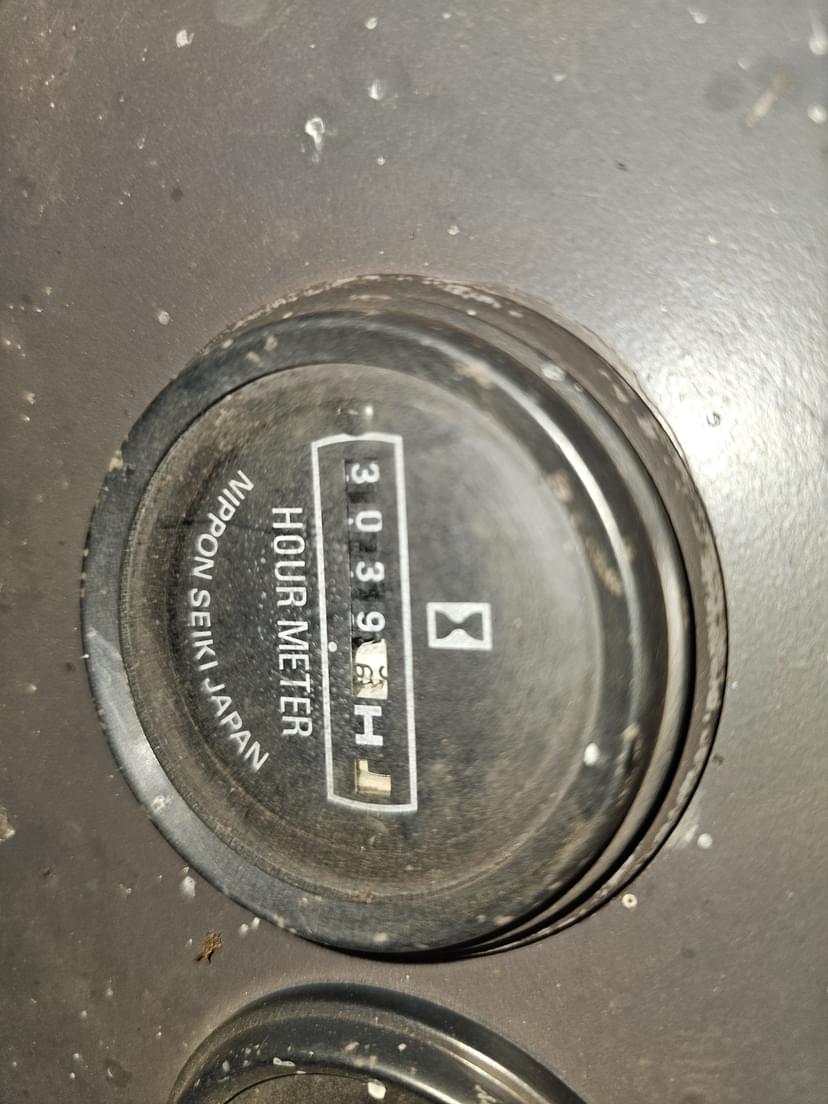 3039 H
HOUR METER
NIPPON SEIKI JAPAN